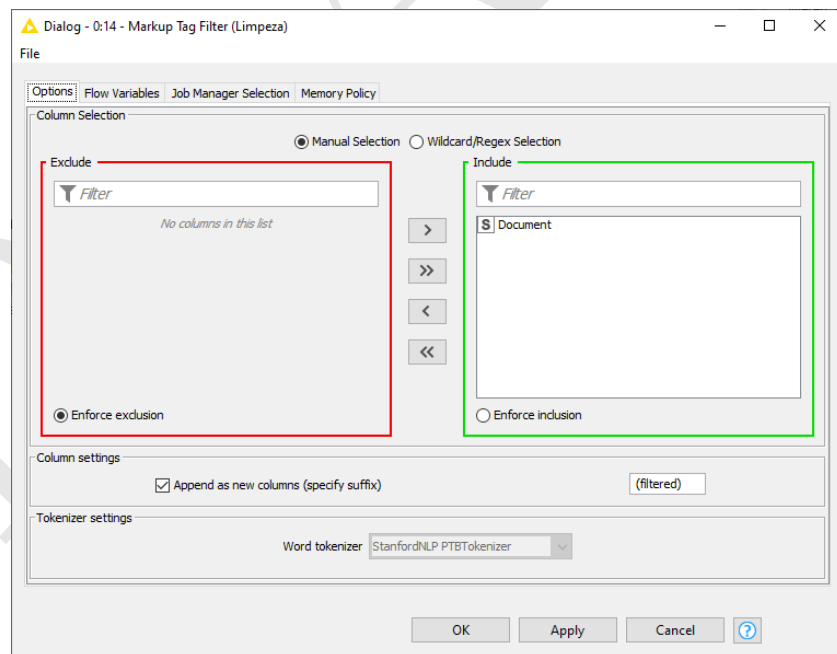 Dialog - 0:14 - Markup Tag Filter (Limpeza)
File
Options Flow Variables Job Manager Selection Memory Policy
Column Selection
Manual Selection Wildcard/Regex Selection
Exclude Include
Filter Filter
No columns in this list S Document
>
>>
<
<<
Enforce exclusion Enforce inclusion
Column settings
Append as new columns (specify suffix) (filtered)
Tokenizer settings
Word tokenizer StanfordNLP PTBTokenizer
OK Apply Cancel ?